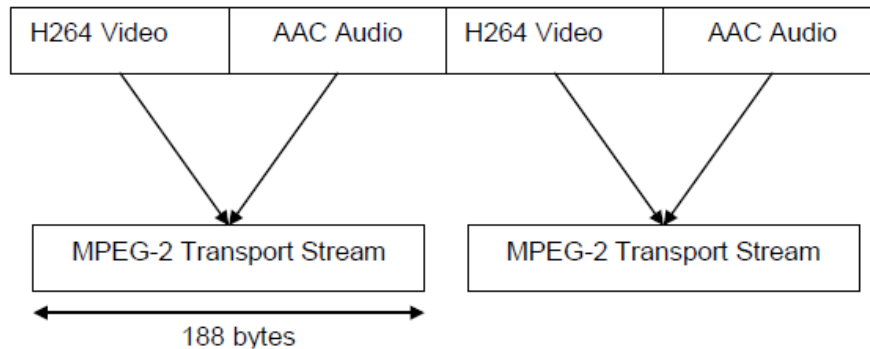 H264 Video AAC Audio H264 Video AAC Audio
MPEG-2 Transport Stream MPEG-2 Transport Stream
188 bytes